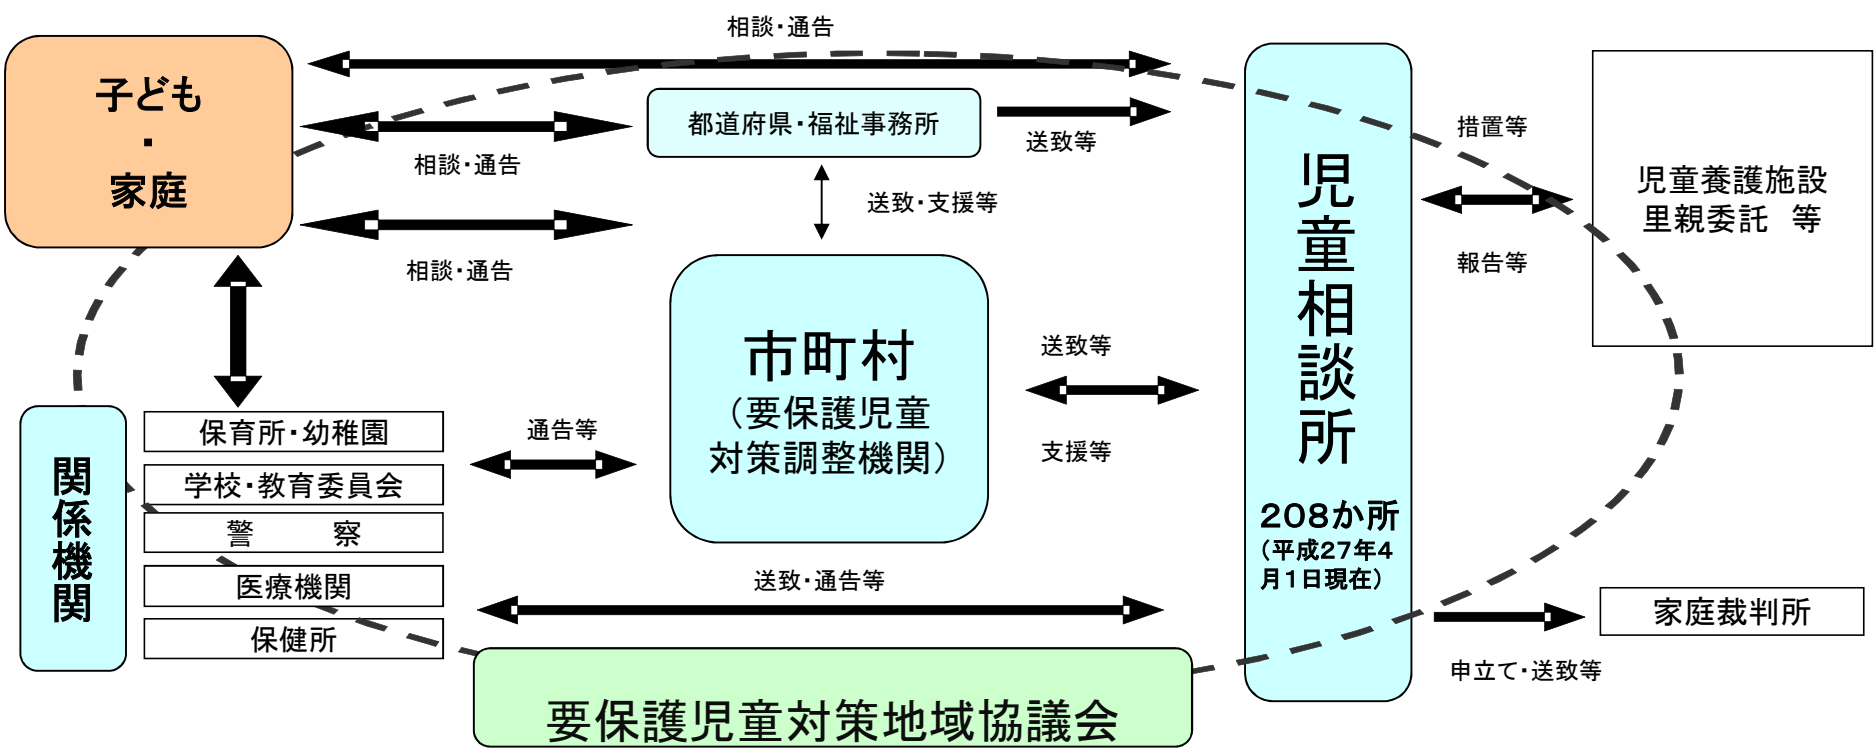 相談・通告
子ども
・
家庭
相談・通告
相談・通告
都道府県・福祉事務所
送致等
送致・支援等
市町村
（要保護児童
対策調整機関）
送致等
支援等
児童相談所
208か所
（平成27年4
月1日現在）
措置等
報告等
児童養護施設
里親委託　等
関係機関
保育所・幼稚園
学校・教育委員会
警　　　察
医療機関
保健所
通告等
送致・通告等
家庭裁判所
申立て・送致等
要保護児童対策地域協議会